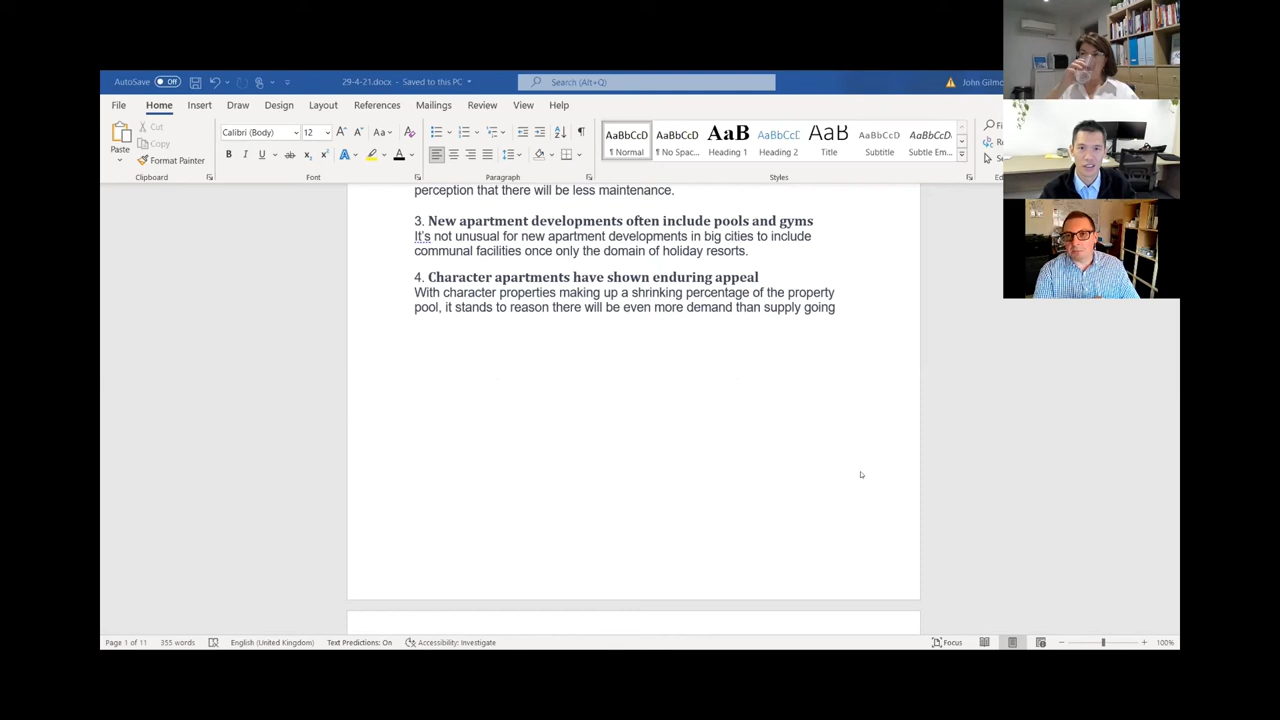 AutoSave Off 29-4-21.docx - Saved to this PC Search (Alt+Q) John
File Home Insert Draw Design Layout References Mailings Review View Help
Paste Cut Copy Format Painter
Calibri (Body) 12
AaBbCcD AaBbCcD AaB AaBbCcD AaB AaBbCcD AaBbCcD
¶ Normal ¶ No Spac... Heading 1 Heading 2 Title Subtitle Subtle Em...
Clipboard Font Paragraph Styles
perception that there will be less maintenance.
3. New apartment developments often include pools and gyms
It's not unusual for new apartment developments in big cities to include
communal facilities once only the domain of holiday resorts.
4. Character apartments have shown enduring appeal
With character properties making up a shrinking percentage of the property
pool, it stands to reason there will be even more demand than supply going
Page 1 of 11 355 words English (United Kingdom) Text Predictions: On Accessibility: Investigate Focus 100%